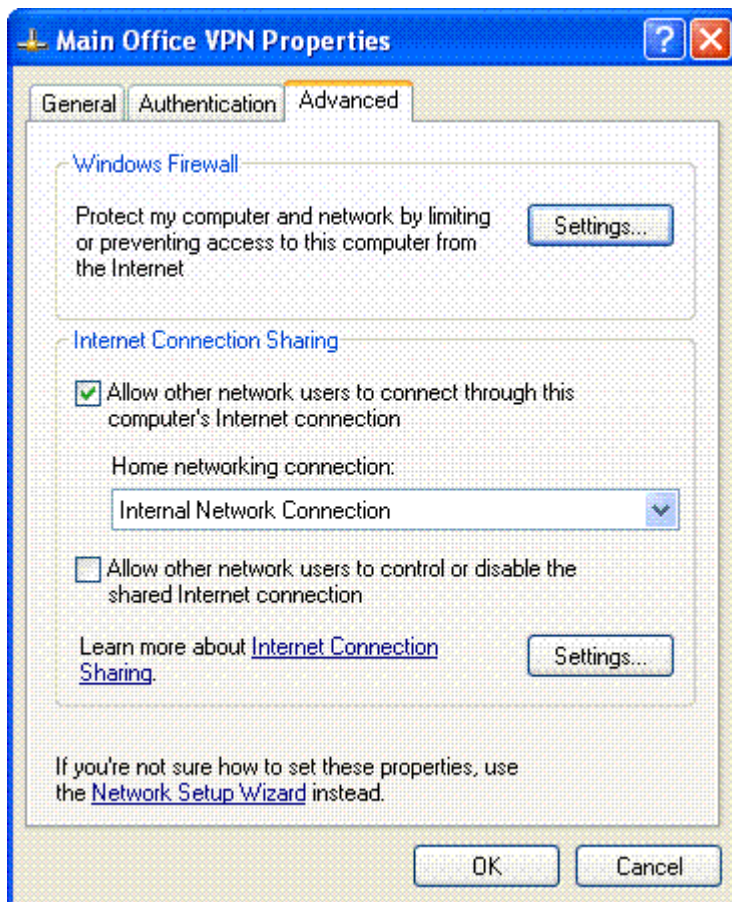 Main Office VPN Properties
General
Authentication
Advanced
Windows Firewall
Protect my computer and network by limiting
or preventing access to this computer from
the Internet
Settings...
Internet Connection Sharing
Allow other network users to connect through this
computer's Internet connection
Home networking connection:
Internal Network Connection
Allow other network users to control or disable the
shared Internet connection
Learn more about Internet Connection
Sharing.
Settings...
If you're not sure how to set these properties, use
the Network Setup Wizard instead.
OK
Cancel